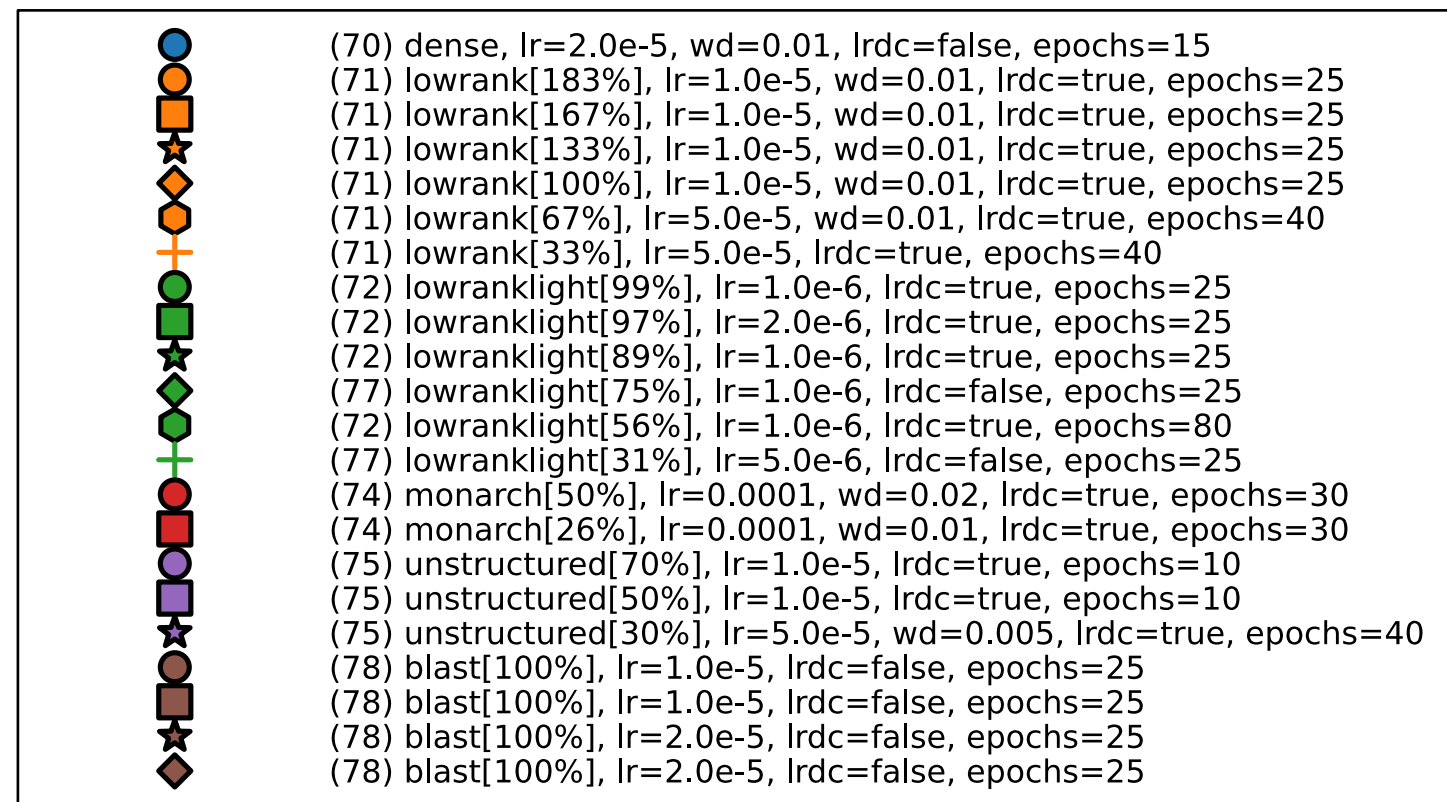 (70) dense, lr=2.0e-5, wd=0.01, lrdc=false, epochs=15
(71) lowrank[183%], lr=1.0e-5, wd=0.01, lrdc=true, epochs=25
(71) lowrank[167%], lr=1.0e-5, wd=0.01, lrdc=true, epochs=25
(71) lowrank[133%], lr=1.0e-5, wd=0.01, lrdc=true, epochs=25
(71) lowrank[100%], lr=1.0e-5, wd=0.01, lrdc=true, epochs=25
(71) lowrank[67%], lr=5.0e-5, wd=0.01, lrdc=true, epochs=40
(71) lowrank[33%], lr=5.0e-5, lrdc=true, epochs=40
(72) lowranklight[99%], lr=1.0e-6, lrdc=true, epochs=25
(72) lowranklight[97%], lr=2.0e-6, lrdc=true, epochs=25
(72) lowranklight[89%], lr=1.0e-6, lrdc=true, epochs=25
(77) lowranklight[75%], lr=1.0e-6, lrdc=false, epochs=25
(72) lowranklight[56%], lr=1.0e-6, lrdc=true, epochs=80
(77) lowranklight[31%], lr=5.0e-6, lrdc=false, epochs=25
(74) monarch[50%], lr=0.0001, wd=0.02, lrdc=true, epochs=30
(74) monarch[26%], lr=0.0001, wd=0.01, lrdc=true, epochs=30
(75) unstructured[70%], lr=1.0e-5, lrdc=true, epochs=10
(75) unstructured[50%], lr=1.0e-5, lrdc=true, epochs=10
(75) unstructured[30%], lr=5.0e-5, wd=0.005, lrdc=true, epochs=40
(78) blast[100%], lr=1.0e-5, lrdc=false, epochs=25
(78) blast[100%], lr=1.0e-5, lrdc=false, epochs=25
(78) blast[100%], lr=2.0e-5, lrdc=false, epochs=25
(78) blast[100%], lr=2.0e-5, lrdc=false, epochs=25